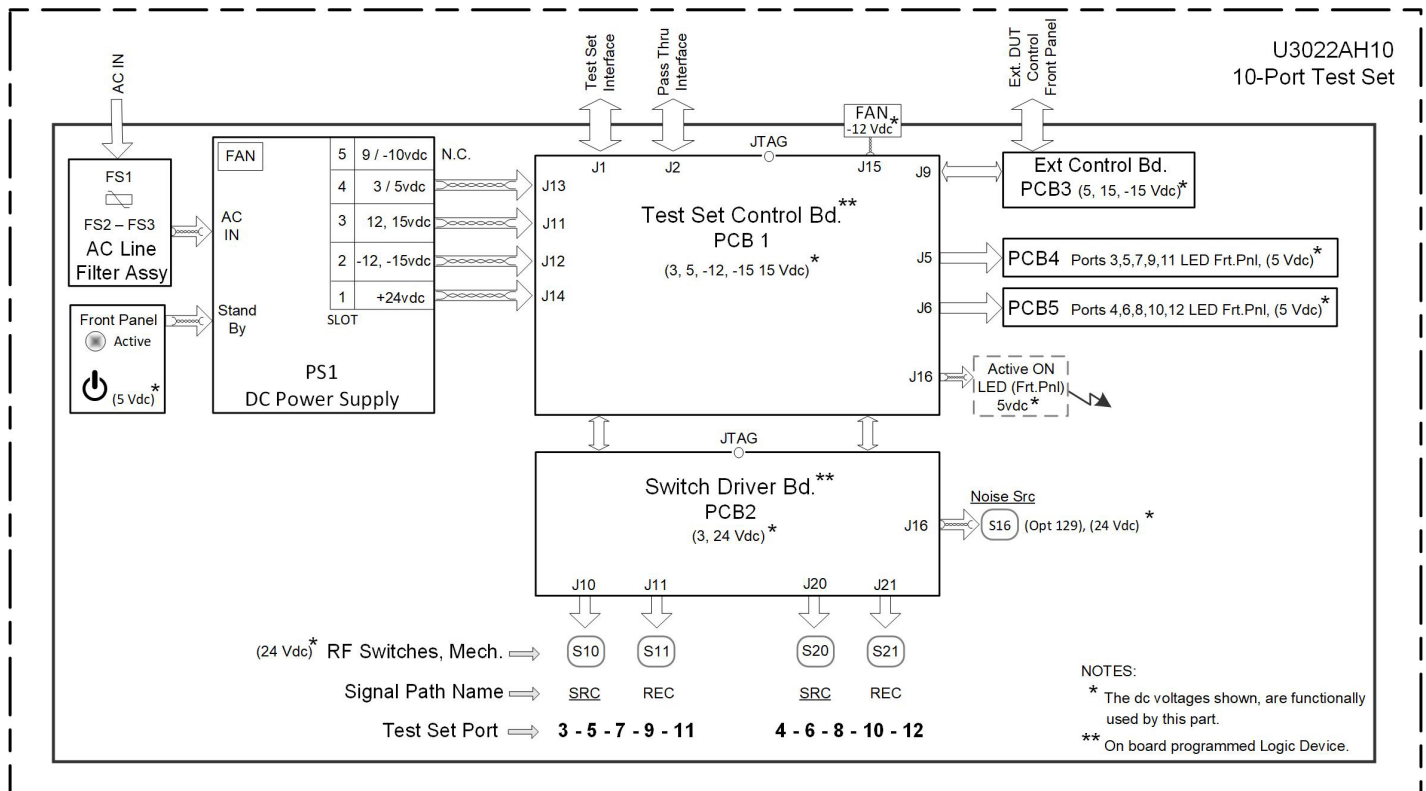 U3022AH10
10-Port Test Set
AC IN
Test Set
Interface
Pass Thru
Interface
Ext. DUT
Control
Front Panel
FAN
-12 Vdc*
JTAG
FS1
FS2 – FS3
AC Line
Filter Assy
Front Panel
Active
(5 Vdc)*
FAN
AC
IN
Stand
By
5 9 / -10vdc N.C.
4 3 / 5vdc
3 12, 15vdc
2 -12, -15vdc
1 +24vdc
SLOT
PS1
DC Power Supply
J1 J2 J15
J13
J11
J12
J14
J9
J5
J6
J16
Test Set Control Bd.**
PCB 1
(3, 5, -12, -15 15 Vdc)*
Ext Control Bd.
PCB3 (5, 15, -15 Vdc)*
PCB4 Ports 3,5,7,9,11 LED Frt.Pnl, (5 Vdc)*
PCB5 Ports 4,6,8,10,12 LED Frt.Pnl, (5 Vdc)*
Active ON
LED (Frt.Pnl)
5vdc*
JTAG
Switch Driver Bd.**
PCB2
(3, 24 Vdc)*
J16
Noise Src
S16 (Opt 129), (24 Vdc) *
J10 J11 J20 J21
(24 Vdc)* RF Switches, Mech. S10 S11 S20 S21
Signal Path Name SRC REC SRC REC
Test Set Port 3 - 5 - 7 - 9 - 11 4 - 6 - 8 - 10 - 12
NOTES:
* The dc voltages shown, are functionally
used by this part.
** On board programmed Logic Device.